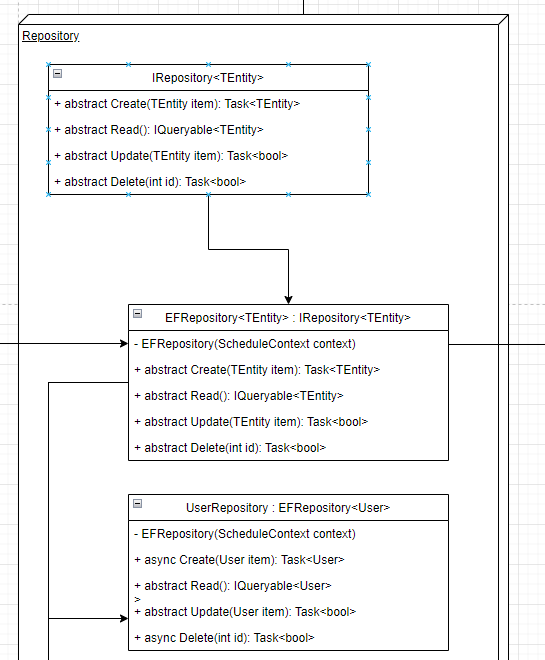 Repository
IRepository<TEntity>
+ abstract Create(TEntity item): Task<TEntity>
+ abstract Read(): IQueryable<TEntity>
+ abstract Update(TEntity item): Task<bool>
+ abstract Delete(int id): Task<bool>
EFRepository<TEntity> : IRepository<TEntity>
- EFRepository(ScheduleContext context)
+ abstract Create(TEntity item): Task<TEntity>
+ abstract Read(): IQueryable<TEntity>
+ abstract Update(TEntity item): Task<bool>
+ abstract Delete(int id): Task<bool>
UserRepository : EFRepository<User>
- EFRepository(ScheduleContext context)
+ async Create(User item): Task<User>
+ abstract Read(): IQueryable<User>
>
+ abstract Update(User item): Task<bool>
+ async Delete(int id): Task<bool>